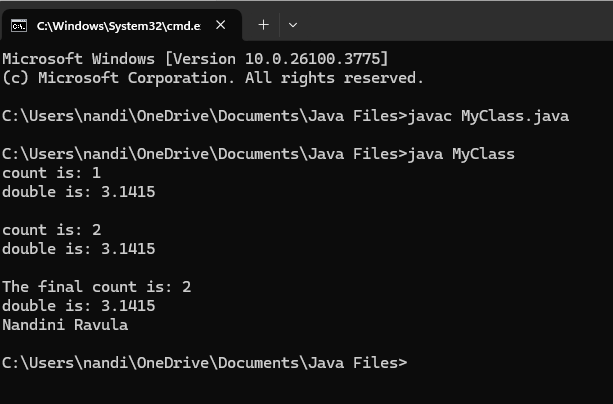 C:\Windows\System32\cmd.e
Microsoft Windows [Version 10.0.26100.3775]
(c) Microsoft Corporation. All rights reserved.
C:\Users\nandi\OneDrive\Documents\Java Files>javac MyClass.java
C:\Users\nandi\OneDrive\Documents\Java Files>java MyClass
count is: 1
double is: 3.1415
count is: 2
double is: 3.1415
The final count is: 2
double is: 3.1415
Nandini Ravula
C:\Users\nandi\OneDrive\Documents\Java Files>